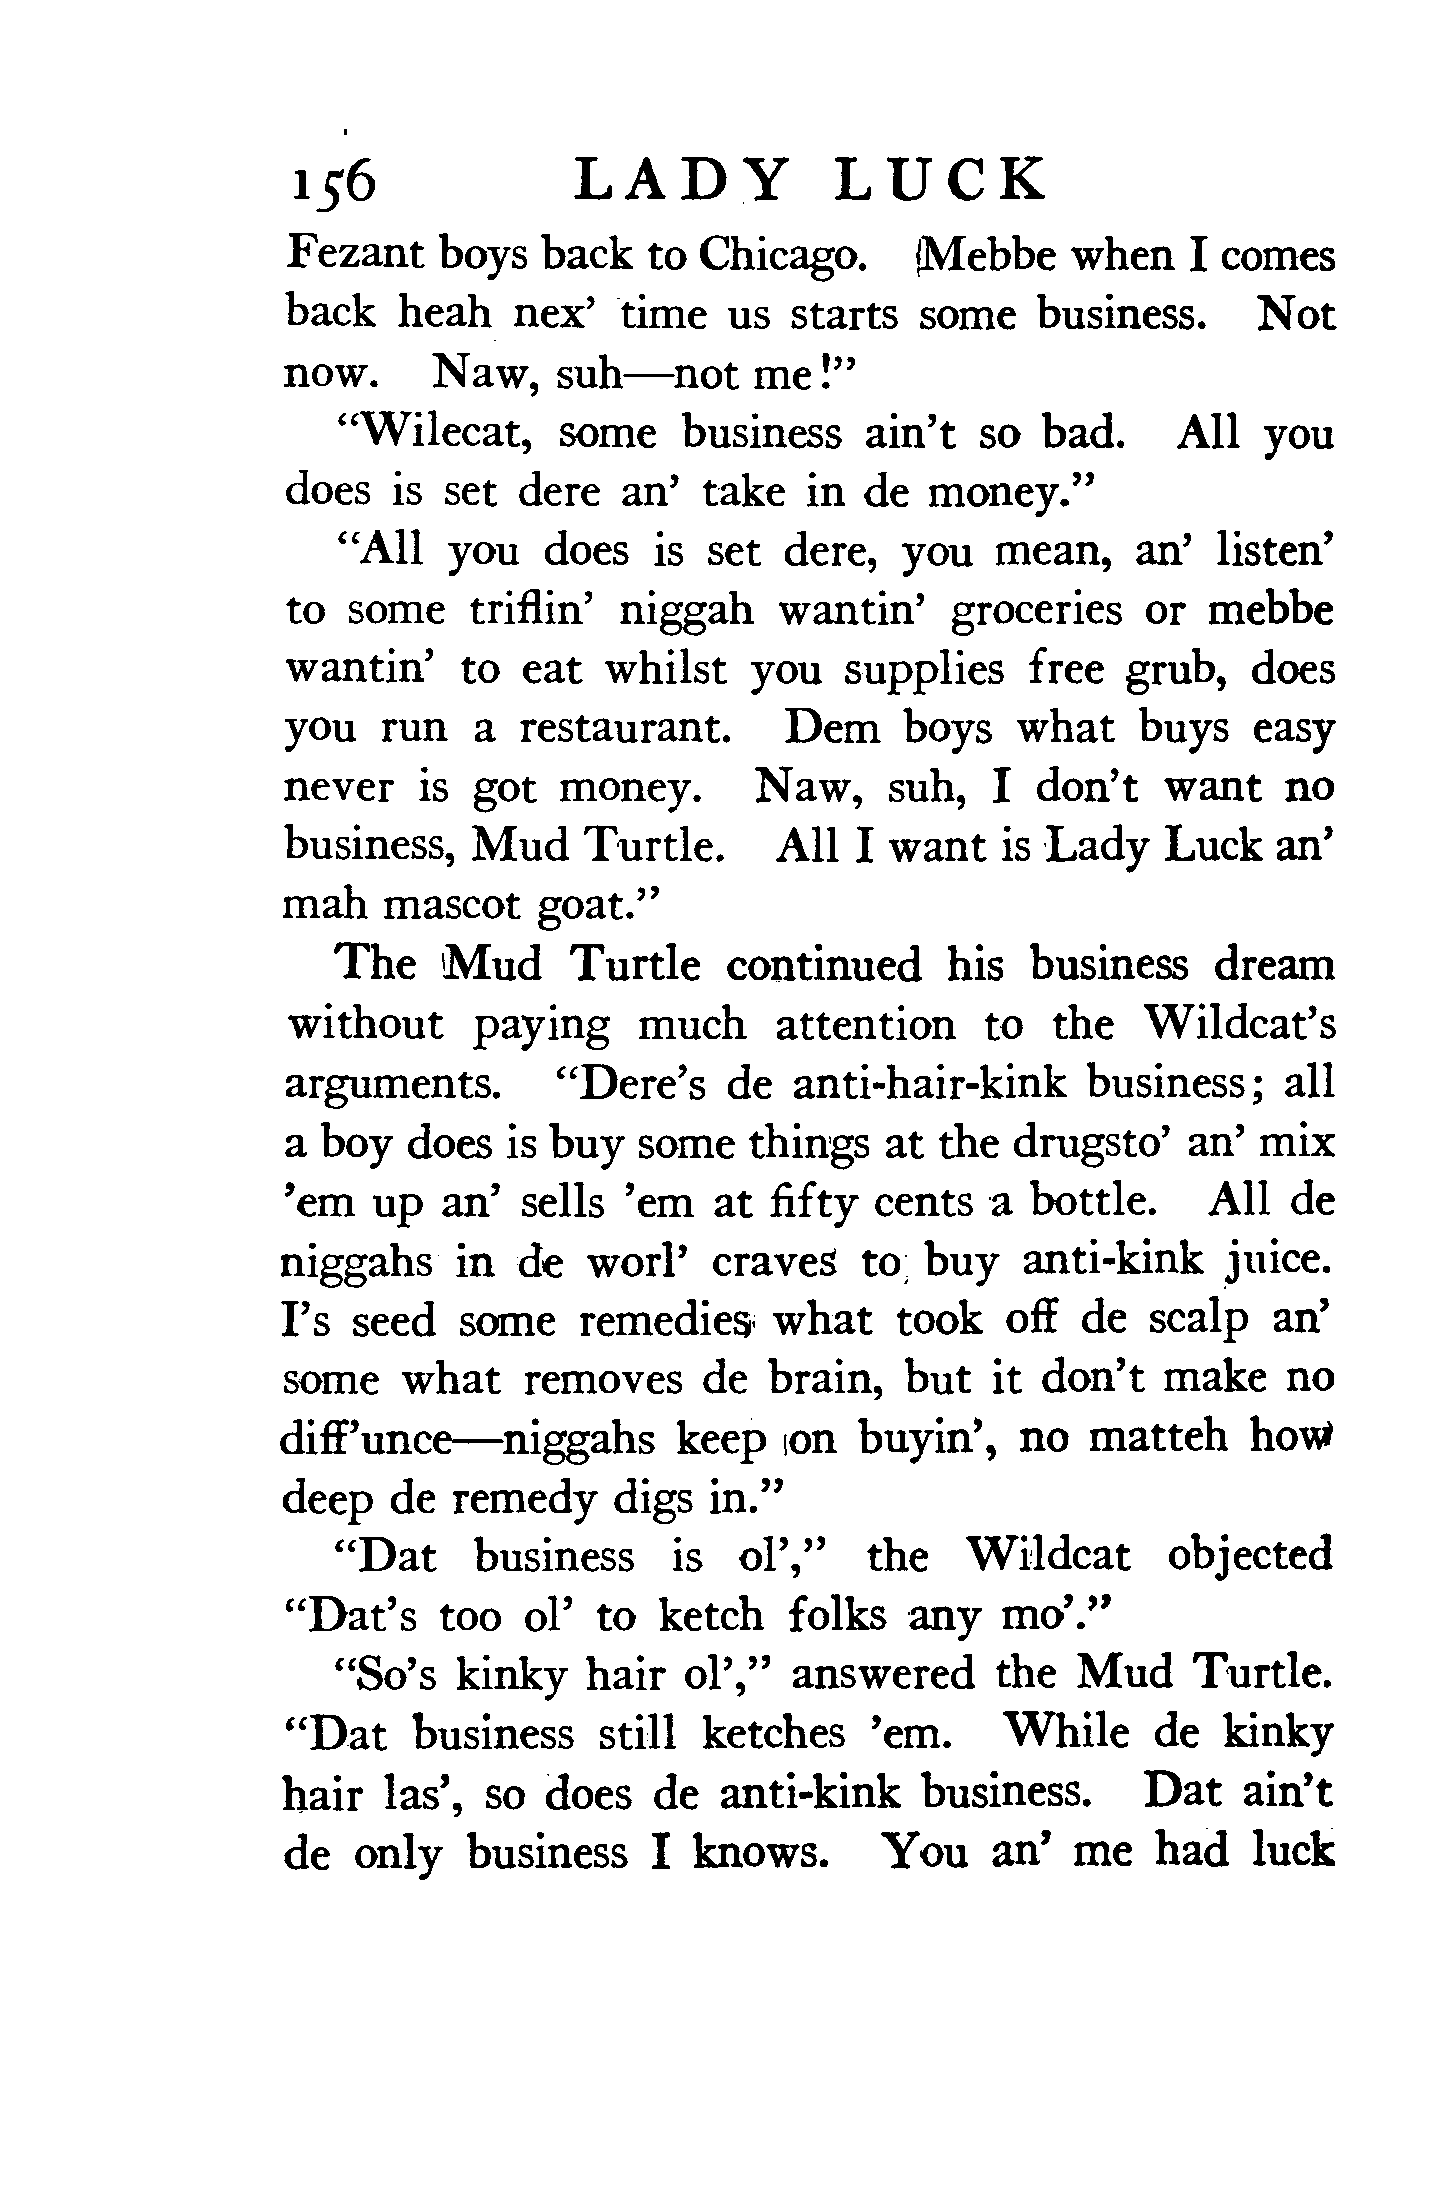 156 LADY LUCK
Fezant boys back to Chicago. Mebbe when I comes
back heah nex' time us starts some business. Not
now. Naw, suh—not me!"
"Wilecat, some business ain't so bad. All you
does is set dere an' take in de money."
"All you does is set dere, you mean, an' listen'
to some triflin' niggah wantin' groceries or mebbe
wantin' to eat whilst you supplies free grub, does
you run a restaurant. Dem boys what buys easy
never is got money. Naw, suh, I don't want no
business, Mud Turtle. All I want is Lady Luck an'
mah mascot goat."
The Mud Turtle continued his business dream
without paying much attention to the Wildcat's
arguments. "Dere's de anti-hair-kink business; all
a boy does is buy some things at the drugsto' an' mix
'em up an' sells 'em at fifty cents a bottle. All de
niggahs in de worl' craves to buy anti-kink juice.
I's seed some remedies what took off de scalp an'
some what removes de brain, but it don't make no
diff'unce—niggahs keep on buyin', no matteh how
deep de remedy digs in."
"Dat business is ol'," the Wildcat objected
"Dat's too ol' to ketch folks any mo'."
"So's kinky hair ol'," answered the Mud Turtle.
"Dat business still ketches 'em. While de kinky
hair las', so does de anti-kink business. Dat ain't
de only business I knows. You an' me had luck